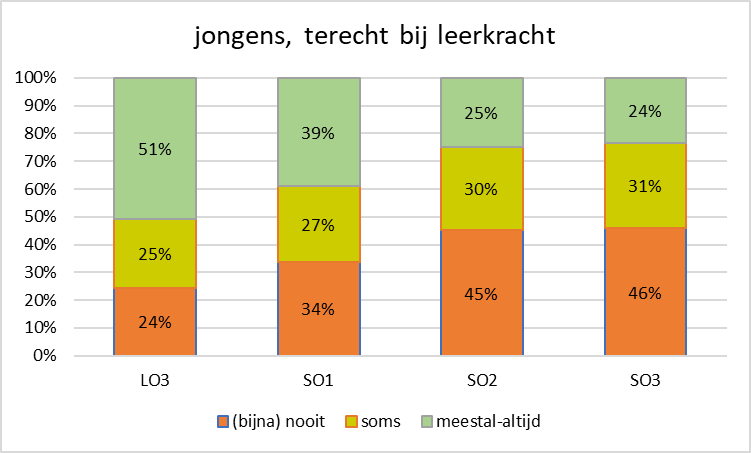 jongens, terecht bij leerkracht
100%
90%
80%
70%
60%
50%
40%
30%
20%
10%
0%
51% 39% 25% 24%
25% 27% 30% 31%
24% 34% 45% 46%
LO3 SO1 SO2 SO3
(bijna) nooit soms meestal-altijd